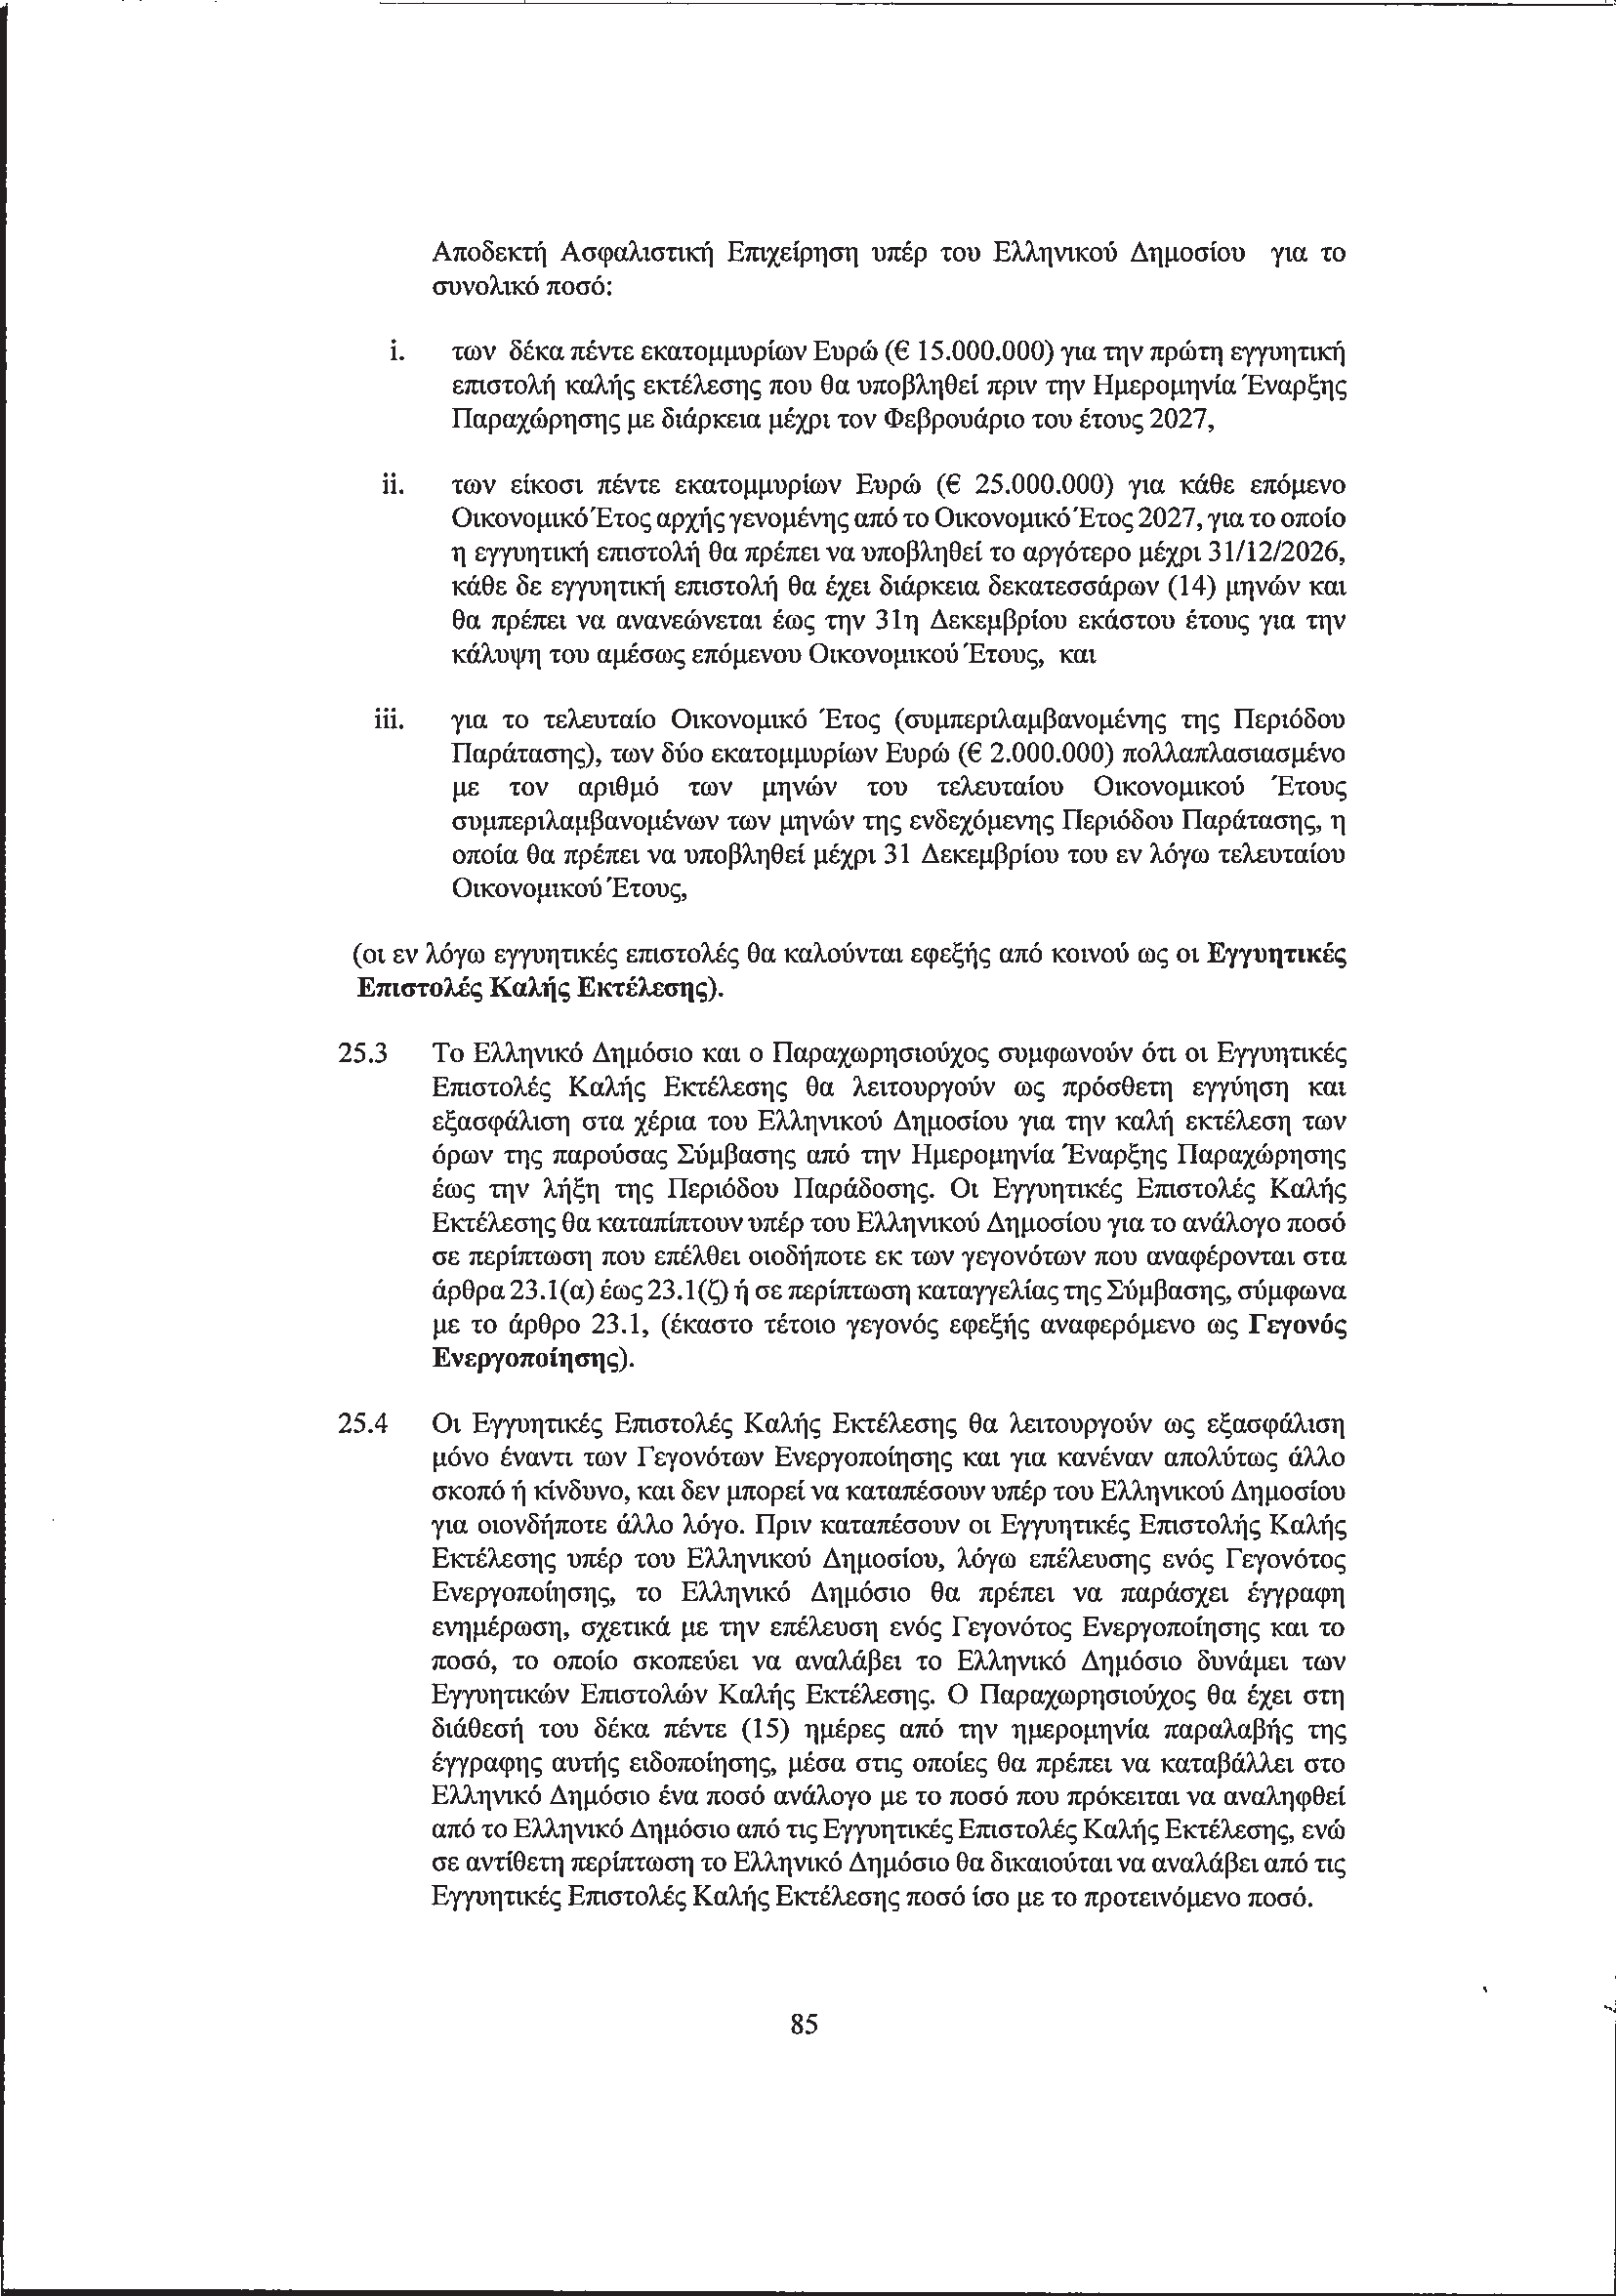 Αποδεκτή Ασφαλιστική Επιχείρηση υπέρ του Ελληνικού Δημοσίου για το
συνολικό ποσό:
i. των δέκα πέντε εκατομμυρίων Ευρώ (€ 15.000.000) για την πρώτη εγγυητική
επιστολή καλής εκτέλεσης που θα υποβληθεί πριν την Ημερομηνία Έναρξης
Παραχώρησης με διάρκεια μέχρι τον Φεβρουάριο του έτους 2027,
ii. των είκοσι πέντε εκατομμυρίων Ευρώ (€ 25.000.000) για κάθε επόμενο
Οικονομικό Έτος αρχής γενομένης από το Οικονομικό Έτος 2027, για το οποίο
η εγγυητική επιστολή θα πρέπει να υποβληθεί το αργότερο μέχρι 31/12/2026,
κάθε δε εγγυητική επιστολή θα έχει διάρκεια δεκατεσσάρων (14) μηνών και
θα πρέπει να ανανεώνεται έως την 31η Δεκεμβρίου εκάστου έτους για την
κάλυψη του αμέσως επόμενου Οικονομικού Έτους, και
iii. για το τελευταίο Οικονομικό Έτος (συμπεριλαμβανομένης της Περιόδου
Παράτασης), των δύο εκατομμυρίων Ευρώ (€ 2.000.000) πολλαπλασιασμένο
με τον αριθμό των μηνών του τελευταίου Οικονομικού Έτους
συμπεριλαμβανομένων των μηνών της ενδεχόμενης Περιόδου Παράτασης, η
οποία θα πρέπει να υποβληθεί μέχρι 31 Δεκεμβρίου του εν λόγω τελευταίου
Οικονομικού Έτους,
(οι εν λόγω εγγυητικές επιστολές θα καλούνται εφεξής από κοινού ως οι Εγγυητικές
Επιστολές Καλής Εκτέλεσης).
25.3 Το Ελληνικό Δημόσιο και ο Παραχωρησιούχος συμφωνούν ότι οι Εγγυητικές
Επιστολές Καλής Εκτέλεσης θα λειτουργούν ως πρόσθετη εγγύηση και
εξασφάλιση στα χέρια του Ελληνικού Δημοσίου για την καλή εκτέλεση των
όρων της παρούσας Σύμβασης από την Ημερομηνία Έναρξης Παραχώρησης
έως την λήξη της Περιόδου Παράδοσης. Οι Εγγυητικές Επιστολές Καλής
Εκτέλεσης θα καταπίπτουν υπέρ του Ελληνικού Δημοσίου για το ανάλογο ποσό
σε περίπτωση που επέλθει οιοδήποτε εκ των γεγονότων που αναφέρονται στα
άρθρα 23.1(α) έως 23.1(ζ) ή σε περίπτωση καταγγελίας της Σύμβασης, σύμφωνα
με το άρθρο 23.1, (έκαστο τέτοιο γεγονός εφεξής αναφερόμενο ως Γεγονός
Ενεργοποίησης).
25.4 Οι Εγγυητικές Επιστολές Καλής Εκτέλεσης θα λειτουργούν ως εξασφάλιση
μόνο έναντι των Γεγονότων Ενεργοποίησης και για κανέναν απολύτως άλλο
σκοπό ή κίνδυνο, και δεν μπορεί να καταπέσουν υπέρ του Ελληνικού Δημοσίου
για οιονδήποτε άλλο λόγο. Πριν καταπέσουν οι Εγγυητικές Επιστολής Καλής
Εκτέλεσης υπέρ του Ελληνικού Δημοσίου, λόγω επέλευσης ενός Γεγονότος
Ενεργοποίησης, το Ελληνικό Δημόσιο θα πρέπει να παράσχει έγγραφη
ενημέρωση, σχετικά με την επέλευση ενός Γεγονότος Ενεργοποίησης και το
ποσό, το οποίο σκοπεύει να αναλάβει το Ελληνικό Δημόσιο δυνάμει των
Εγγυητικών Επιστολών Καλής Εκτέλεσης. Ο Παραχωρησιούχος θα έχει στη
διάθεσή του δέκα πέντε (15) ημέρες από την ημερομηνία παραλαβής της
έγγραφης αυτής ειδοποίησης, μέσα στις οποίες θα πρέπει να καταβάλλει στο
Ελληνικό Δημόσιο ένα ποσό ανάλογο με το ποσό που πρόκειται να αναληφθεί
από το Ελληνικό Δημόσιο από τις Εγγυητικές Επιστολές Καλής Εκτέλεσης, ενώ
σε αντίθετη περίπτωση το Ελληνικό Δημόσιο θα δικαιούται να αναλάβει από τις
Εγγυητικές Επιστολές Καλής Εκτέλεσης ποσό ίσο με το προτεινόμενο ποσό.
85